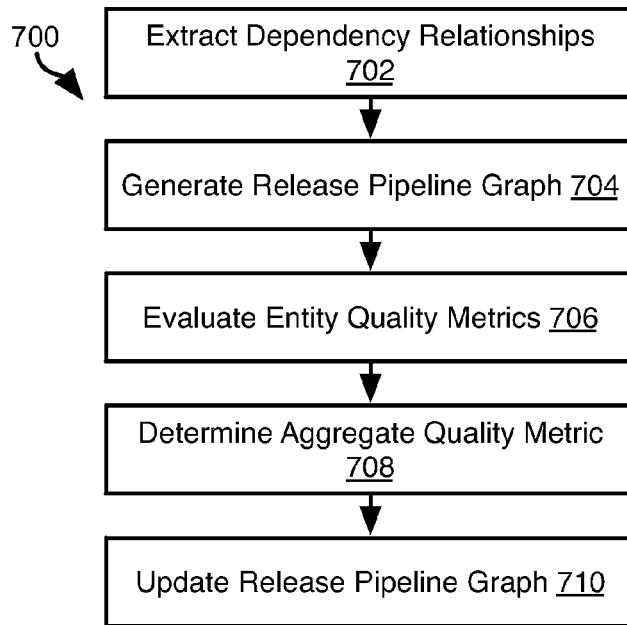 700
Extract Dependency Relationships
702
Generate Release Pipeline Graph 704
Evaluate Entity Quality Metrics 706
Determine Aggregate Quality Metric
708
Update Release Pipeline Graph 710